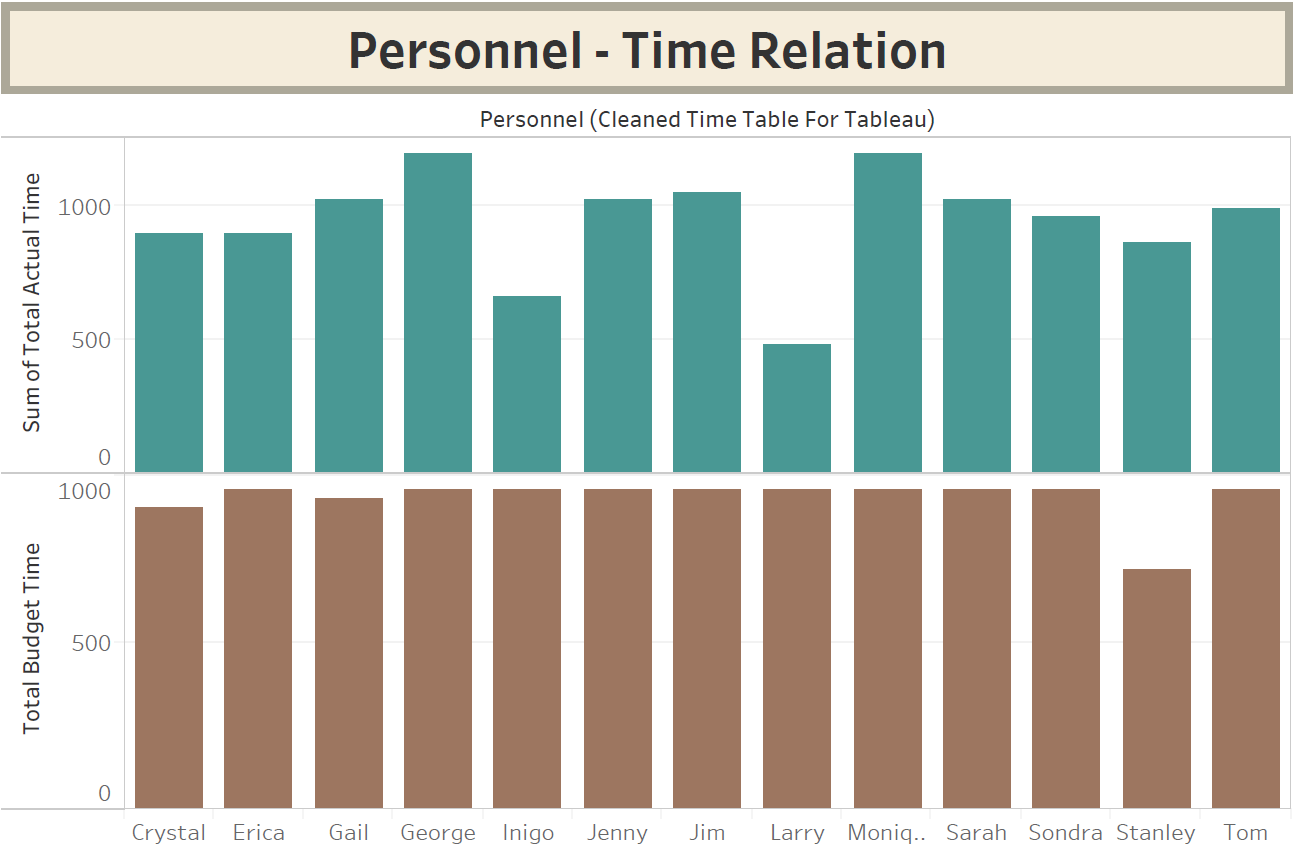 Personnel - Time Relation
Personnel (Cleaned Time Table For Tableau)
Sum of Total Actual Time
1000
500
0
Total Budget Time
1000
500
0
Crystal Erica Gail George Inigo Jenny Jim Larry Moniq.. Sarah Sondra Stanley Tom